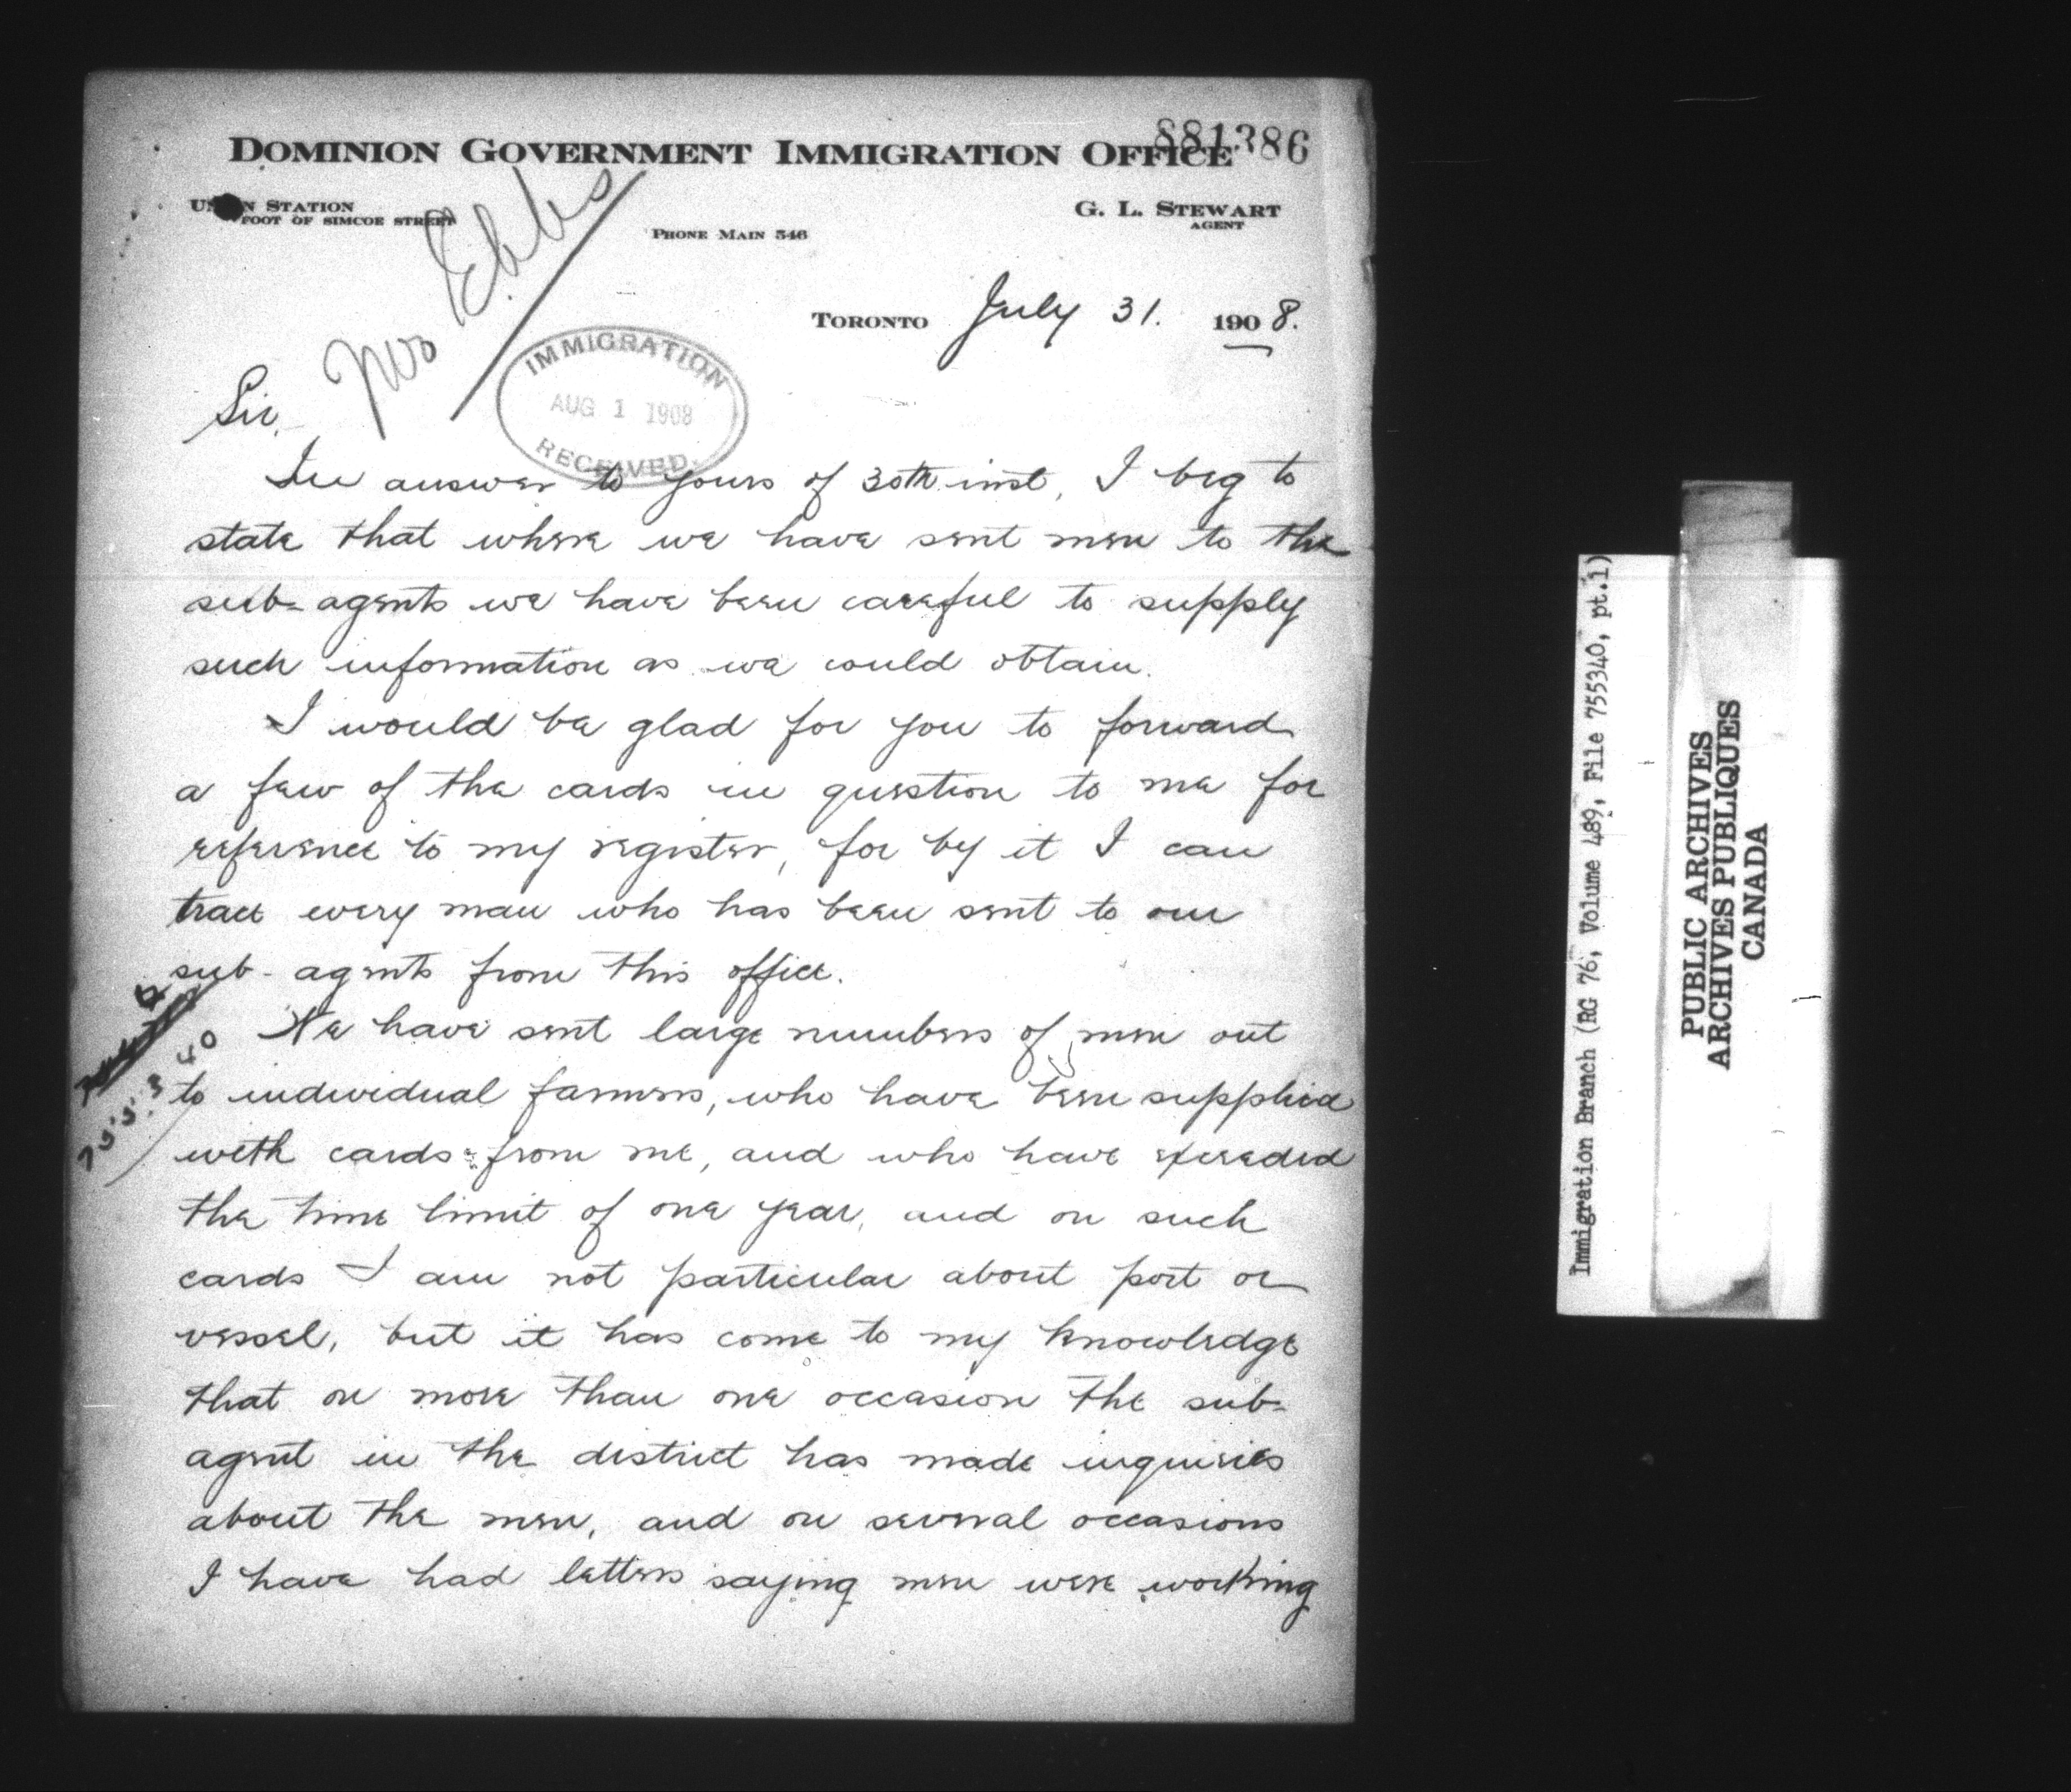 881386
DOMINION GOVERNMENT IMMIGRATION OFFICE
UNION STATION
FOOT OF SIMCOE STREET
G. L. STEWART
AGENT
PHONE MAIN 546
TORONTO July 31. 1908.
IMMIGRATION
AUG 1 1908
RECEIVED
Sir,
In answer to yours of 30th inst, I beg to
state that where we have sent men to the
sub-agents we have been careful to supply
such information as we could obtain.
I would be glad for you to forward
a few of the cards in question to me for
reference to my register, for by it I can
trace every man who has been sent to our
sub-agents from this office.
We have sent large numbers of men out
to individual farmers, who have been supplied
with cards from me, and who have exceeded
the time limit of one year, and on such
cards I am not particular about port or
vessel, but it has come to my knowledge
that on more than one occasion the sub-
agent in the district has made inquiries
about the men, and on several occasions
I have had letters saying men were working
755340
Immigration Branch (RG 76, Volume 489, File 755340, pt.1)
PUBLIC ARCHIVES
ARCHIVES PUBLIQUES
CANADA